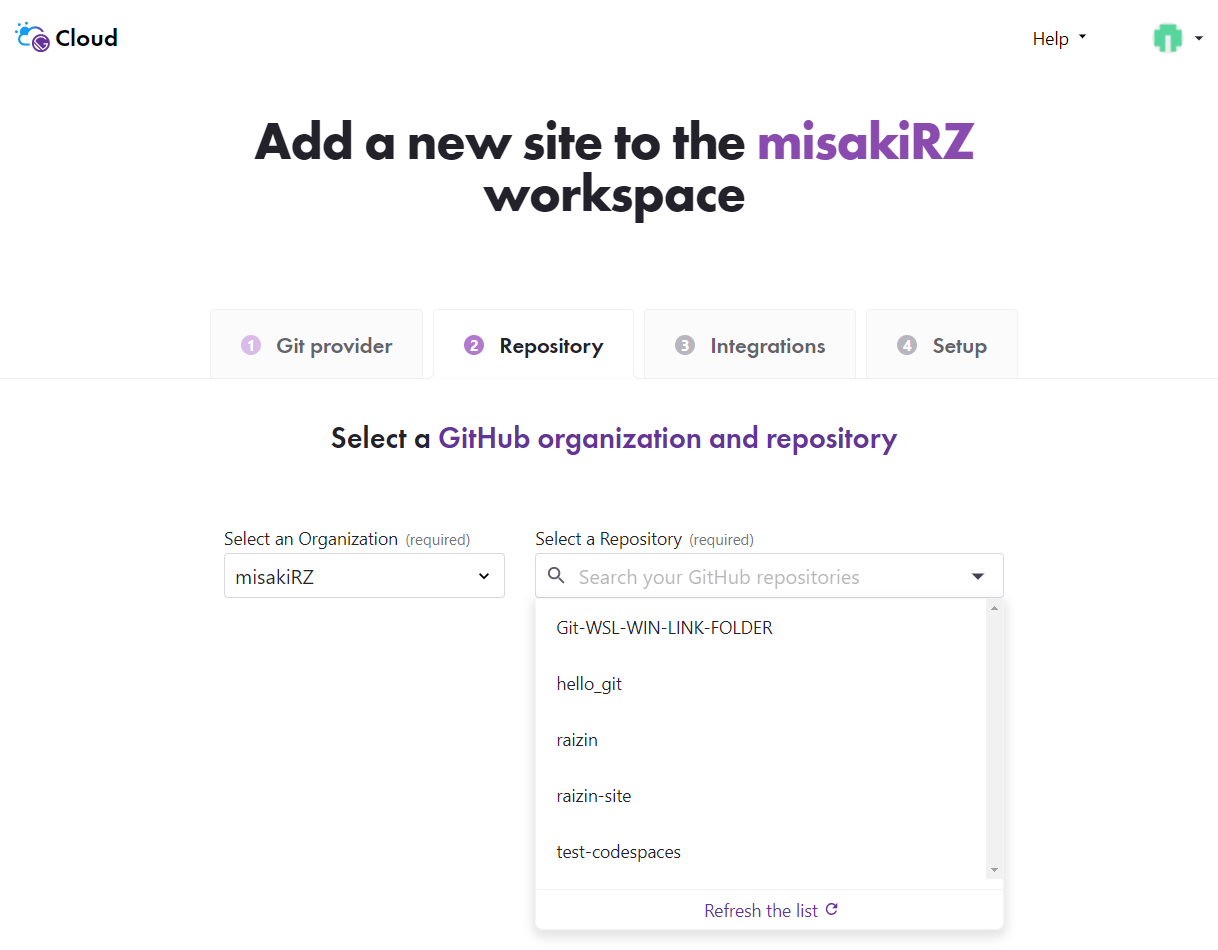 Cloud
Help
Add a new site to the misakiRZ
workspace
1 Git provider
2 Repository
3 Integrations
4 Setup
Select a GitHub organization and repository
Select an Organization (required)
Select a Repository (required)
misakiRZ
Search your GitHub repositories
Git-WSL-WIN-LINK-FOLDER
hello_git
raizin
raizin-site
test-codespaces
Refresh the list